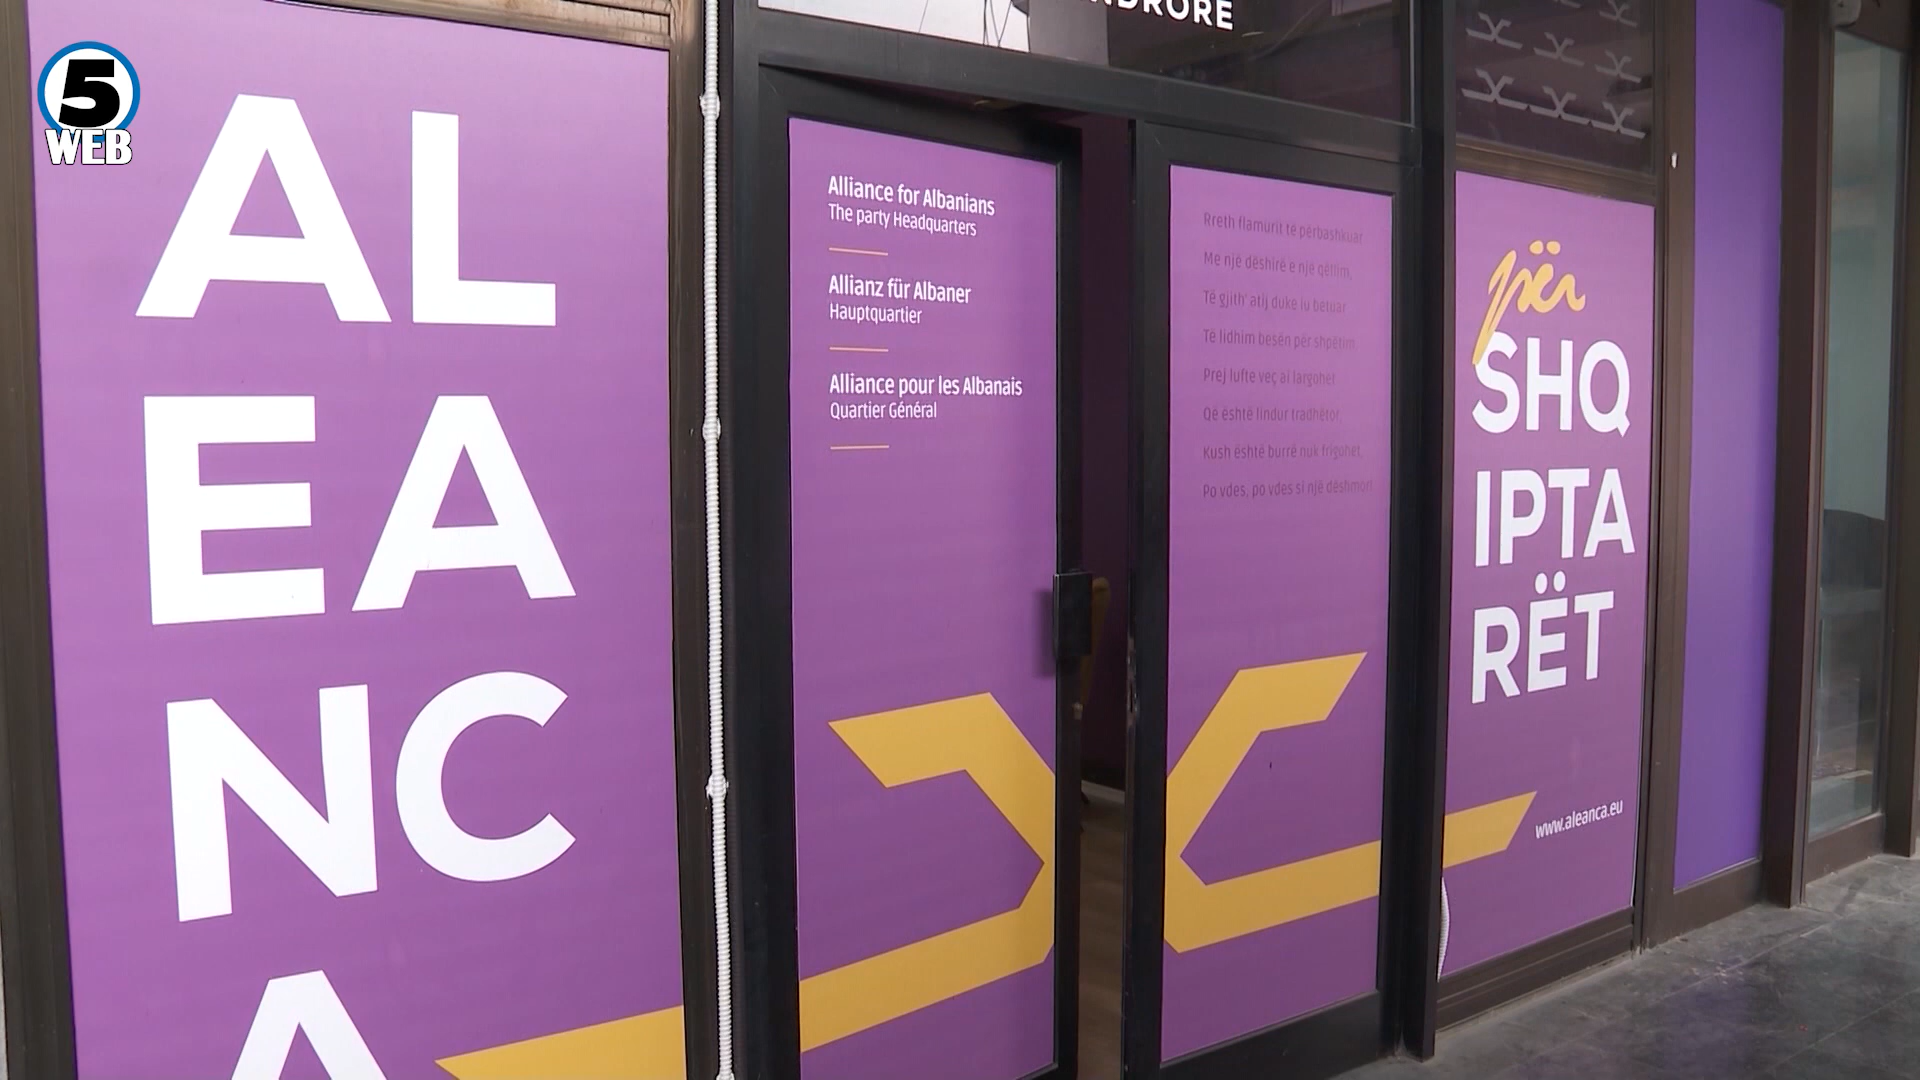 5
WEB
AL
EA
NC
A
NDRORE
Alliance for Albanians
The party Headquarters
Allianz für Albaner
Hauptquartier
Alliance pour les Albanais
Quartier Général
Rreth flamurit të përbashkuar
Me një dëshirë e një qëllim,
Të gjith' atij duke iu betuar
Të lidhim besën për shpëtim.
Prej lufte veç ai largohet
Që është lindur tradhëtor,
Kush është burrë nuk frigohet,
Po vdes, po vdes si një dëshmor!
për
SHQ
IPTA
RËT
www.aleanca.eu